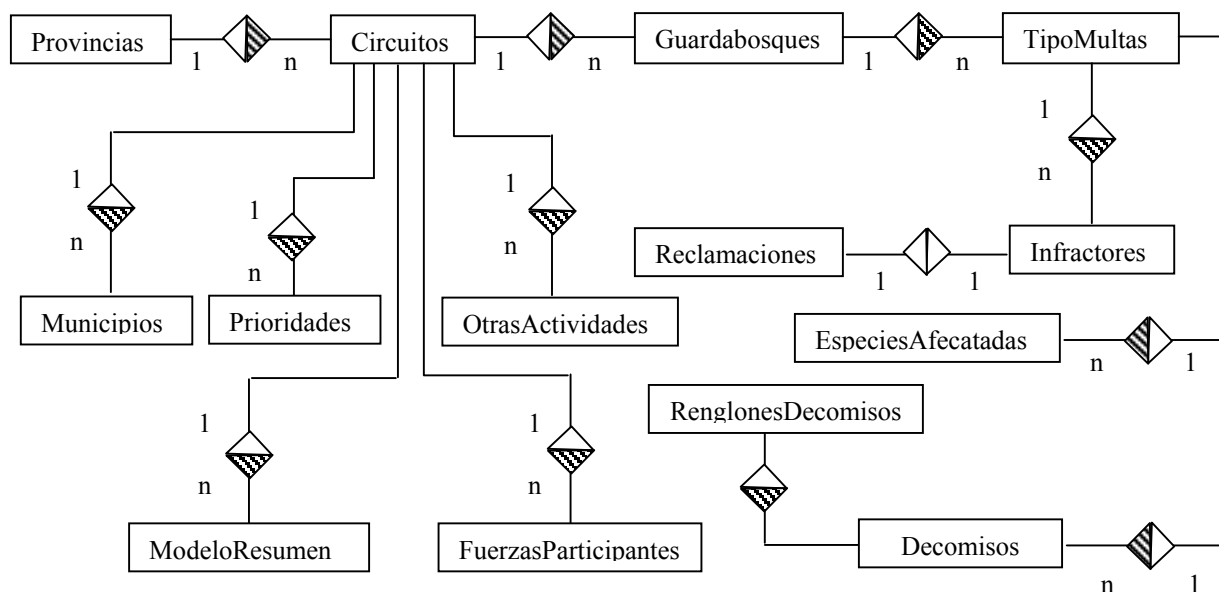 Provincias
1
n
Circuitos
1
n
Guardabosques
1
n
TipoMultas
1
n
1
n
1
n
1
n
Reclamaciones
1
1
Infractores
Municipios
Prioridades
OtrasActividades
EspeciesAfecatadas
n
1
RenglonesDecomisos
1
n
1
n
ModeloResumen
FuerzasParticipantes
Decomisos
n
1